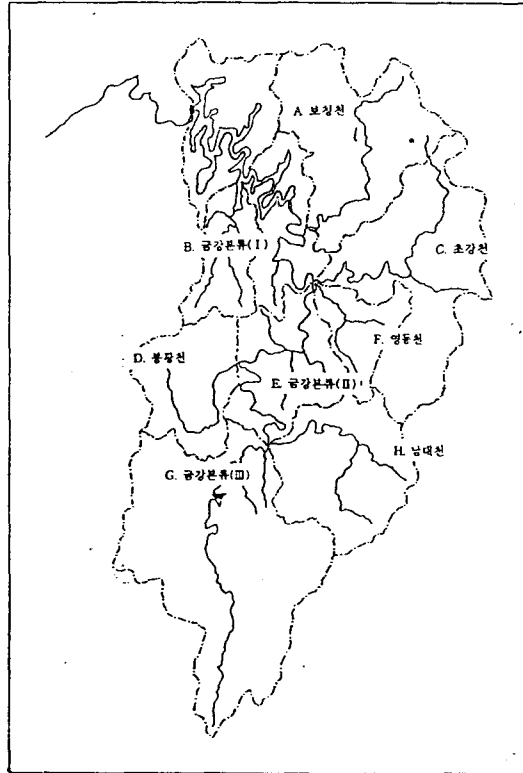 A. 보청천
B. 금강본류(Ⅰ)
C. 초강천
F. 영동천
D. 봉황천
E. 금강본류(Ⅱ)
H. 남대천
G. 금강본류(Ⅲ)